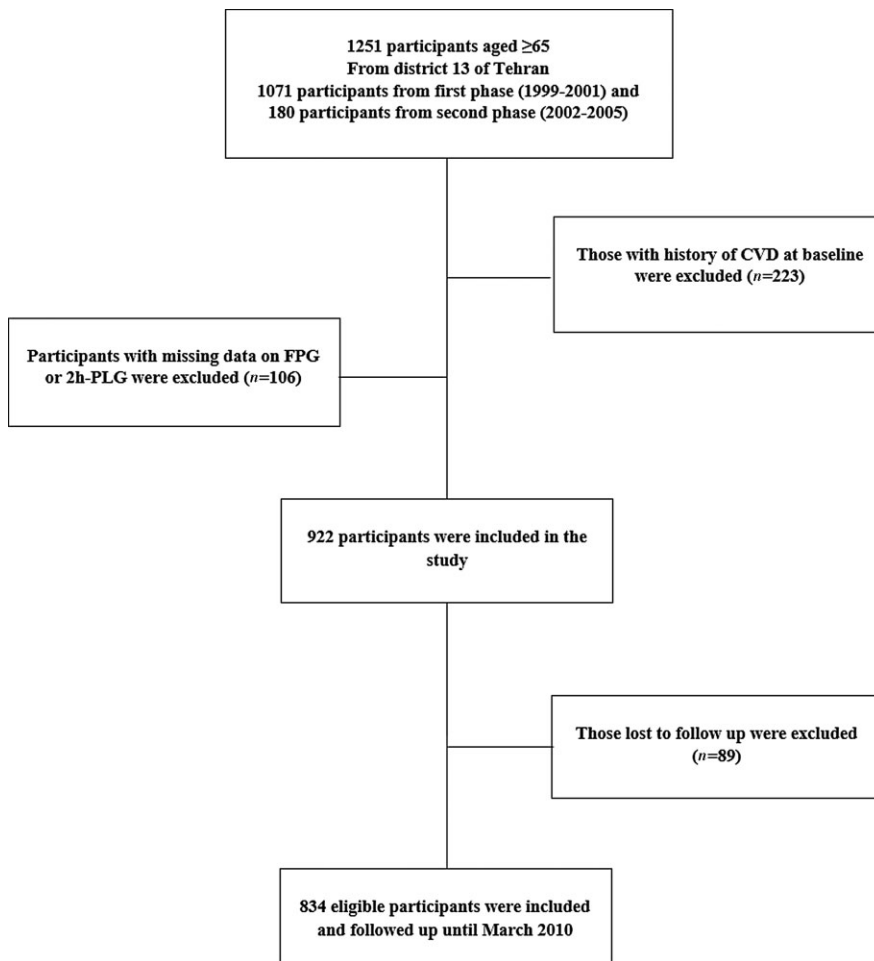 1251 participants aged ≥65
From district 13 of Tehran
1071 participants from first phase (1999-2001) and
180 participants from second phase (2002-2005)
Those with history of CVD at baseline
were excluded (n=223)
Participants with missing data on FPG
or 2h-PLG were excluded (n=106)
922 participants were included in the
study
Those lost to follow up were excluded
(n=89)
834 eligible participants were included
and followed up until March 2010